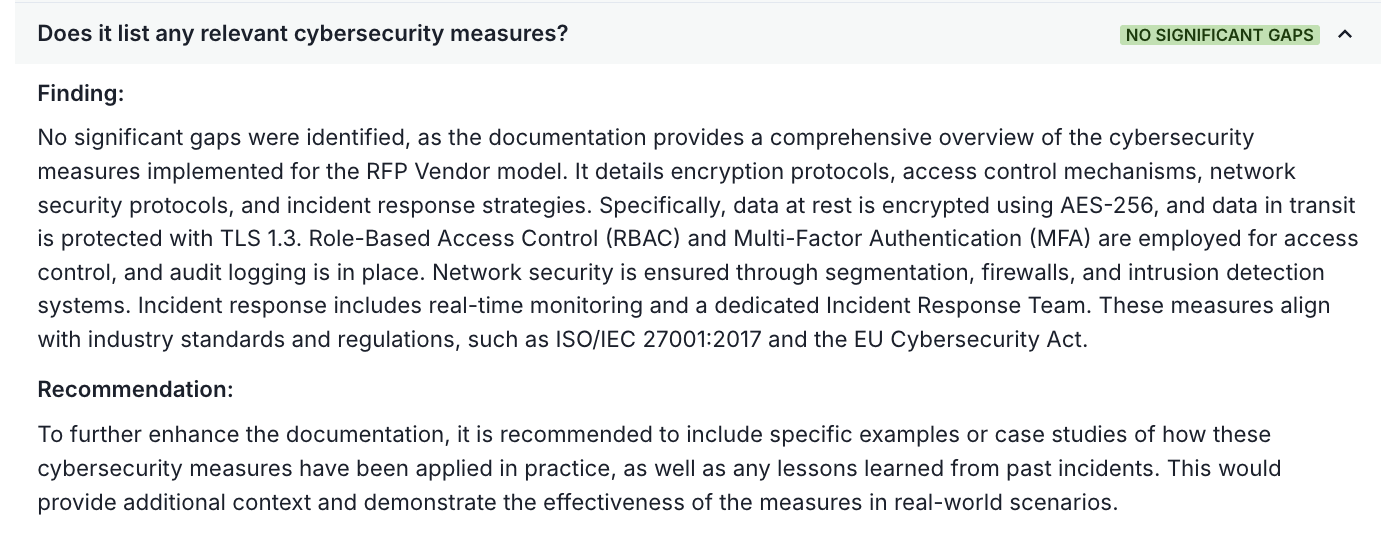 Does it list any relevant cybersecurity measures? NO SIGNIFICANT GAPS
Finding:
No significant gaps were identified, as the documentation provides a comprehensive overview of the cybersecurity
measures implemented for the RFP Vendor model. It details encryption protocols, access control mechanisms, network
security protocols, and incident response strategies. Specifically, data at rest is encrypted using AES-256, and data in transit
is protected with TLS 1.3. Role-Based Access Control (RBAC) and Multi-Factor Authentication (MFA) are employed for access
control, and audit logging is in place. Network security is ensured through segmentation, firewalls, and intrusion detection
systems. Incident response includes real-time monitoring and a dedicated Incident Response Team. These measures align
with industry standards and regulations, such as ISO/IEC 27001:2017 and the EU Cybersecurity Act.
Recommendation:
To further enhance the documentation, it is recommended to include specific examples or case studies of how these
cybersecurity measures have been applied in practice, as well as any lessons learned from past incidents. This would
provide additional context and demonstrate the effectiveness of the measures in real-world scenarios.